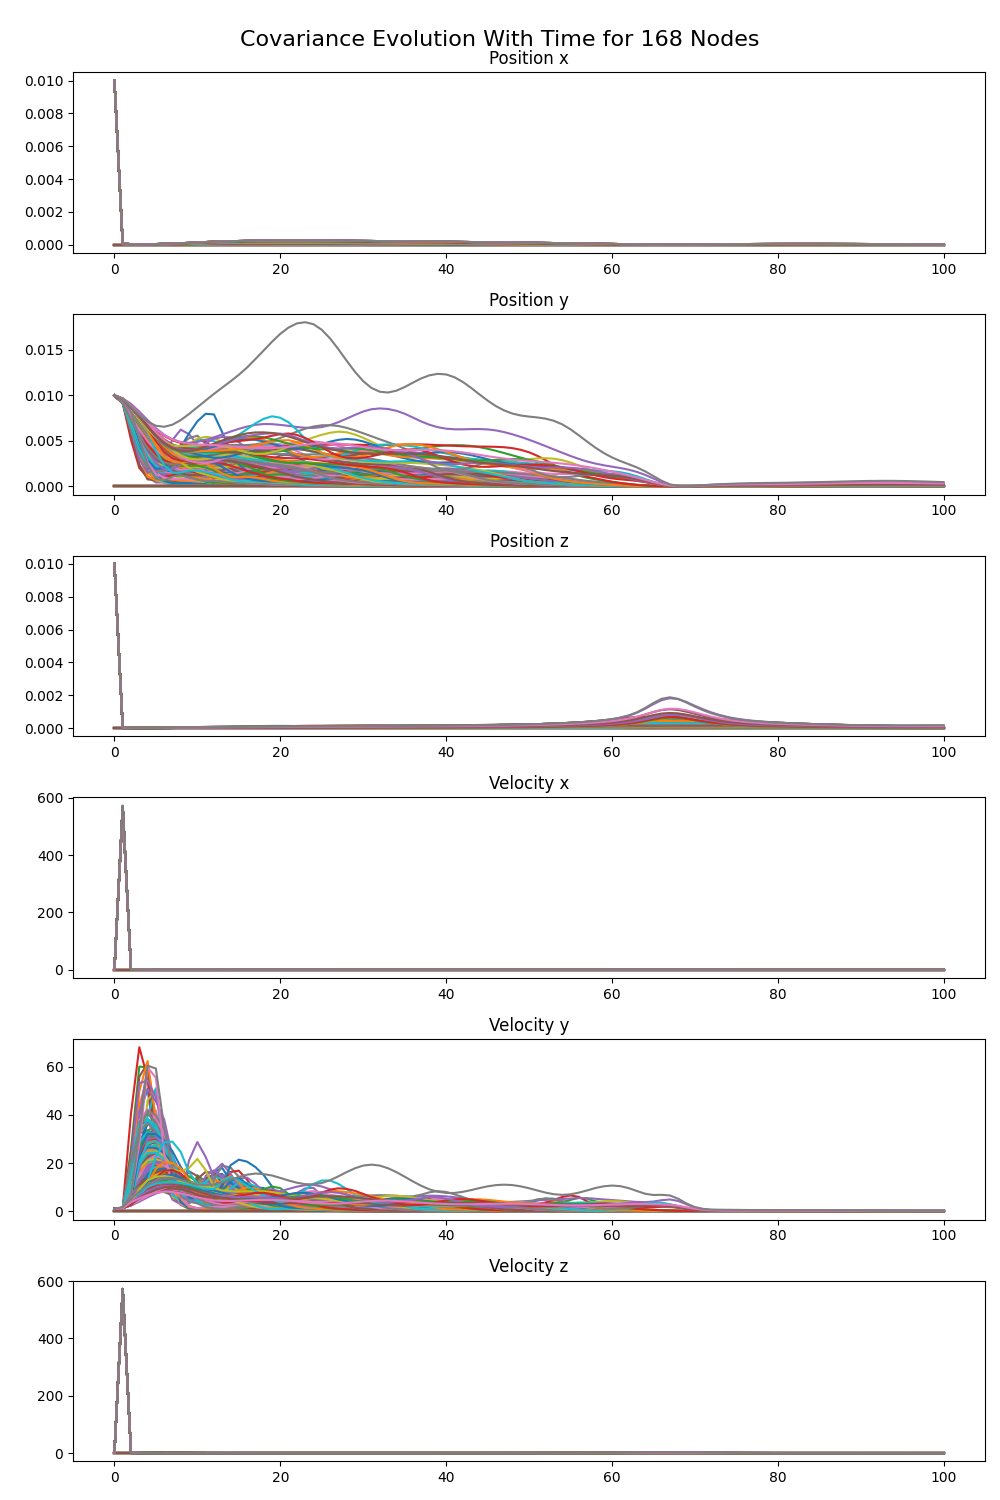 Covariance Evolution With Time for 168 Nodes
Position x
0.010
0.008
0.006
0.004
0.002
0.000
0 20 40 60 80 100
Position y
0.015
0.010
0.005
0.000
0 20 40 60 80 100
Position z
0.010
0.008
0.006
0.004
0.002
0.000
0 20 40 60 80 100
Velocity x
600
400
200
0
0 20 40 60 80 100
Velocity y
60
40
20
0
0 20 40 60 80 100
Velocity z
600
400
200
0
0 20 40 60 80 100